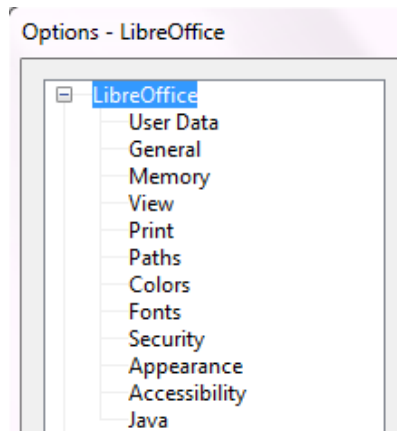 Options - LibreOffice
LibreOffice
User Data
General
Memory
View
Print
Paths
Colors
Fonts
Security
Appearance
Accessibility
Java